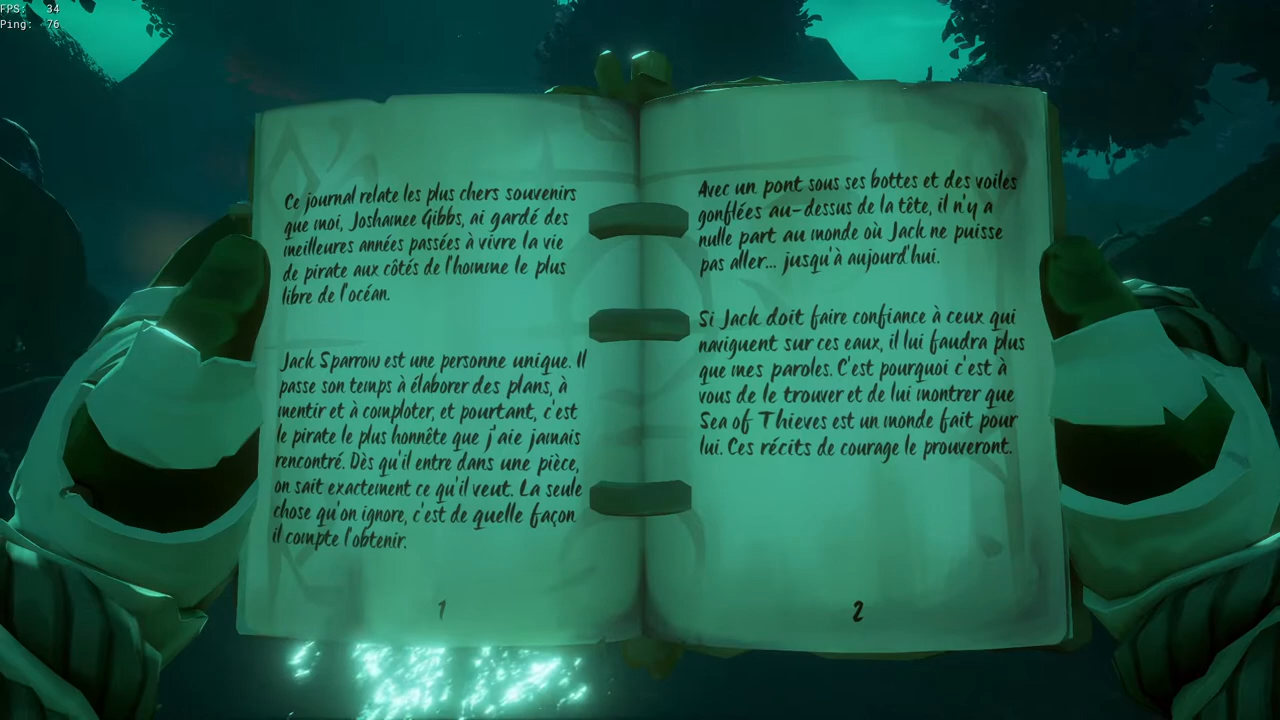 FPS: 34
Ping: 76
Ce journal relate les plus chers souvenirs
que moi, Joshamee Gibbs, ai gardé des
meilleures années passées à vivre la vie
de pirate aux côtés de l'homme le plus
libre de l'océan.
Jack Sparrow est une personne unique. Il
passe son temps à élaborer des plans, à
mentir et à comploter, et pourtant, c'est
le pirate le plus honnête que j'aie jamais
rencontré. Dès qu'il entre dans une pièce,
on sait exactement ce qu'il veut. La seule
chose qu'on ignore, c'est de quelle façon
il compte l'obtenir.
1
Avec un pont sous ses bottes et des voiles
gonflées au-dessus de la tête, il n'y a
nulle part au monde où Jack ne puisse
pas aller... jusqu'à aujourd'hui.
Si Jack doit faire confiance à ceux qui
naviguent sur ces eaux, il lui faudra plus
que mes paroles. C'est pourquoi c'est à
vous de le trouver et de lui montrer que
Sea of Thieves est un monde fait pour
lui. Ces récits de courage le prouveront.
2